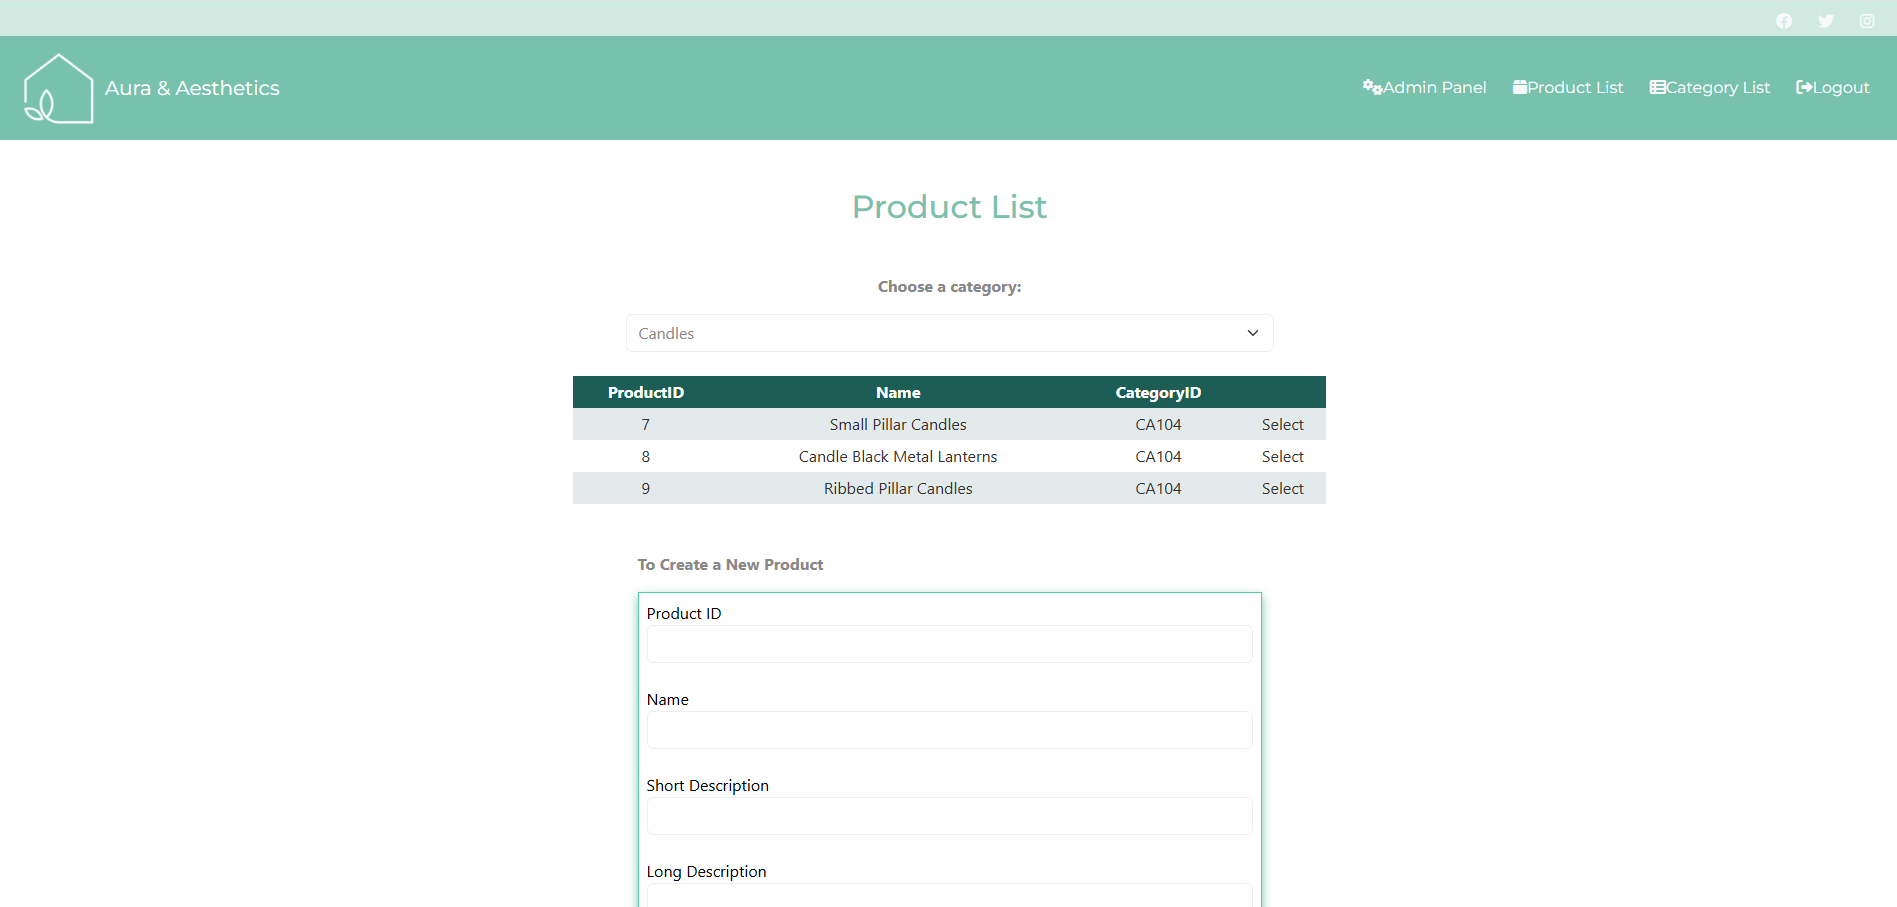 Aura & Aesthetics
Admin Panel Product List Category List Logout
Product List
Choose a category:
Candles
ProductID Name CategoryID
7 Small Pillar Candles CA104 Select
8 Candle Black Metal Lanterns CA104 Select
9 Ribbed Pillar Candles CA104 Select
To Create a New Product
Product ID
Name
Short Description
Long Description